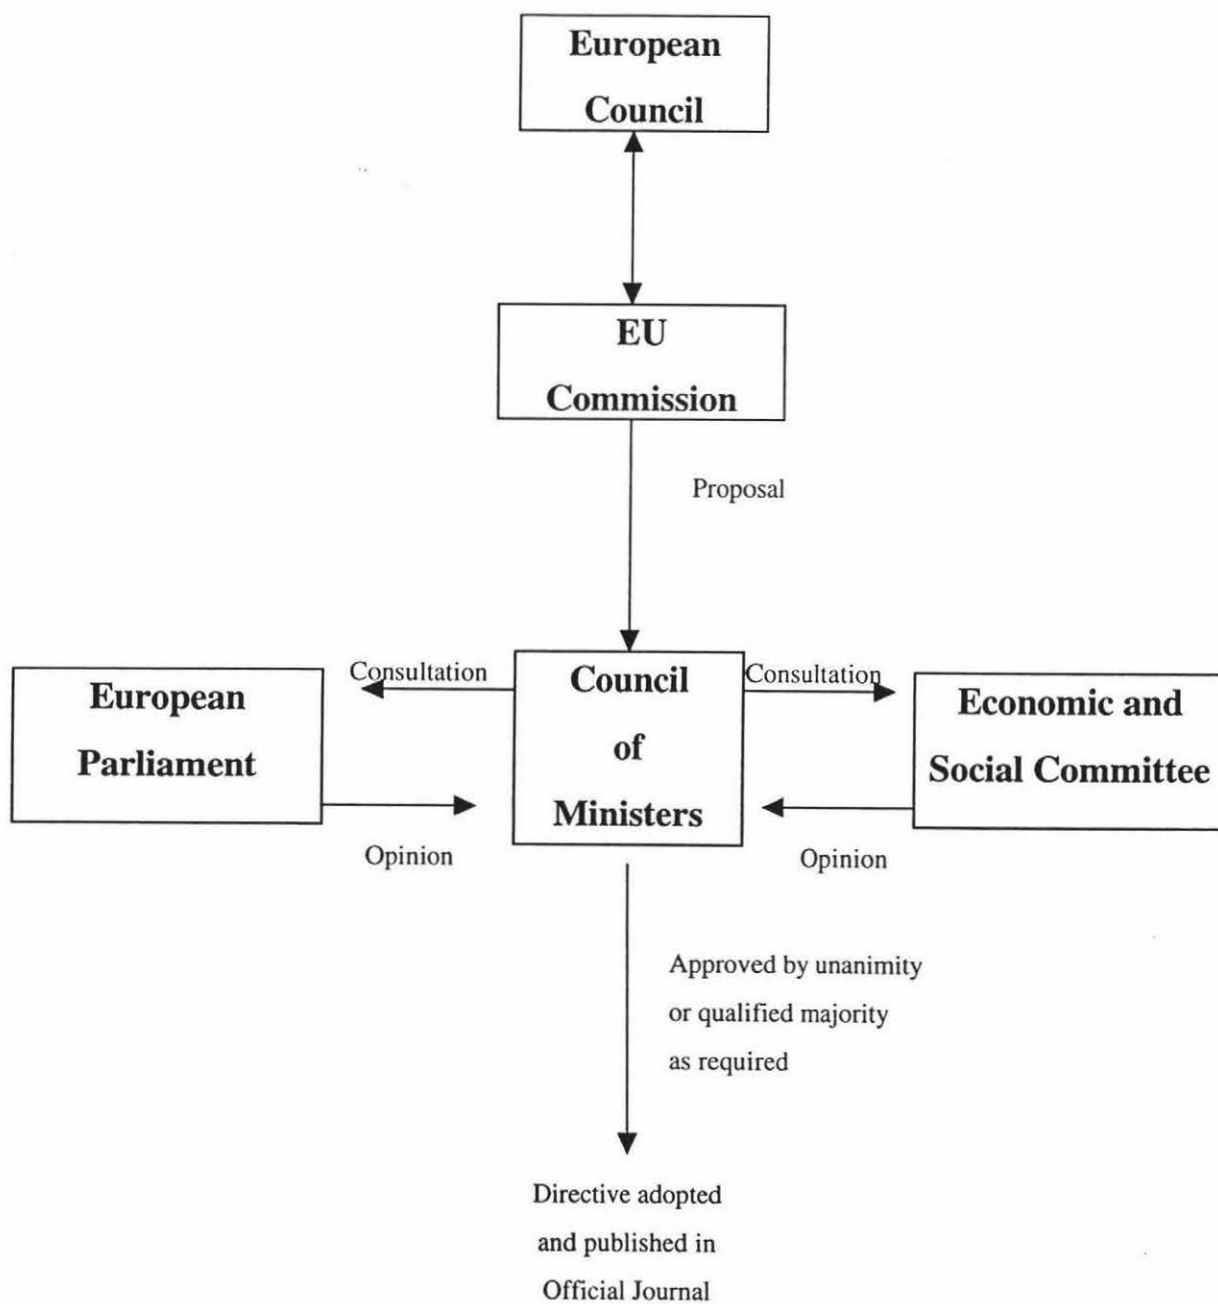 European
Council
EU
Commission
Proposal
Consultation
Consultation
European
Parliament
Council
of
Ministers
Economic and
Social Committee
Opinion
Opinion
Approved by unanimity
or qualified majority
as required
Directive adopted
and published in
Official Journal